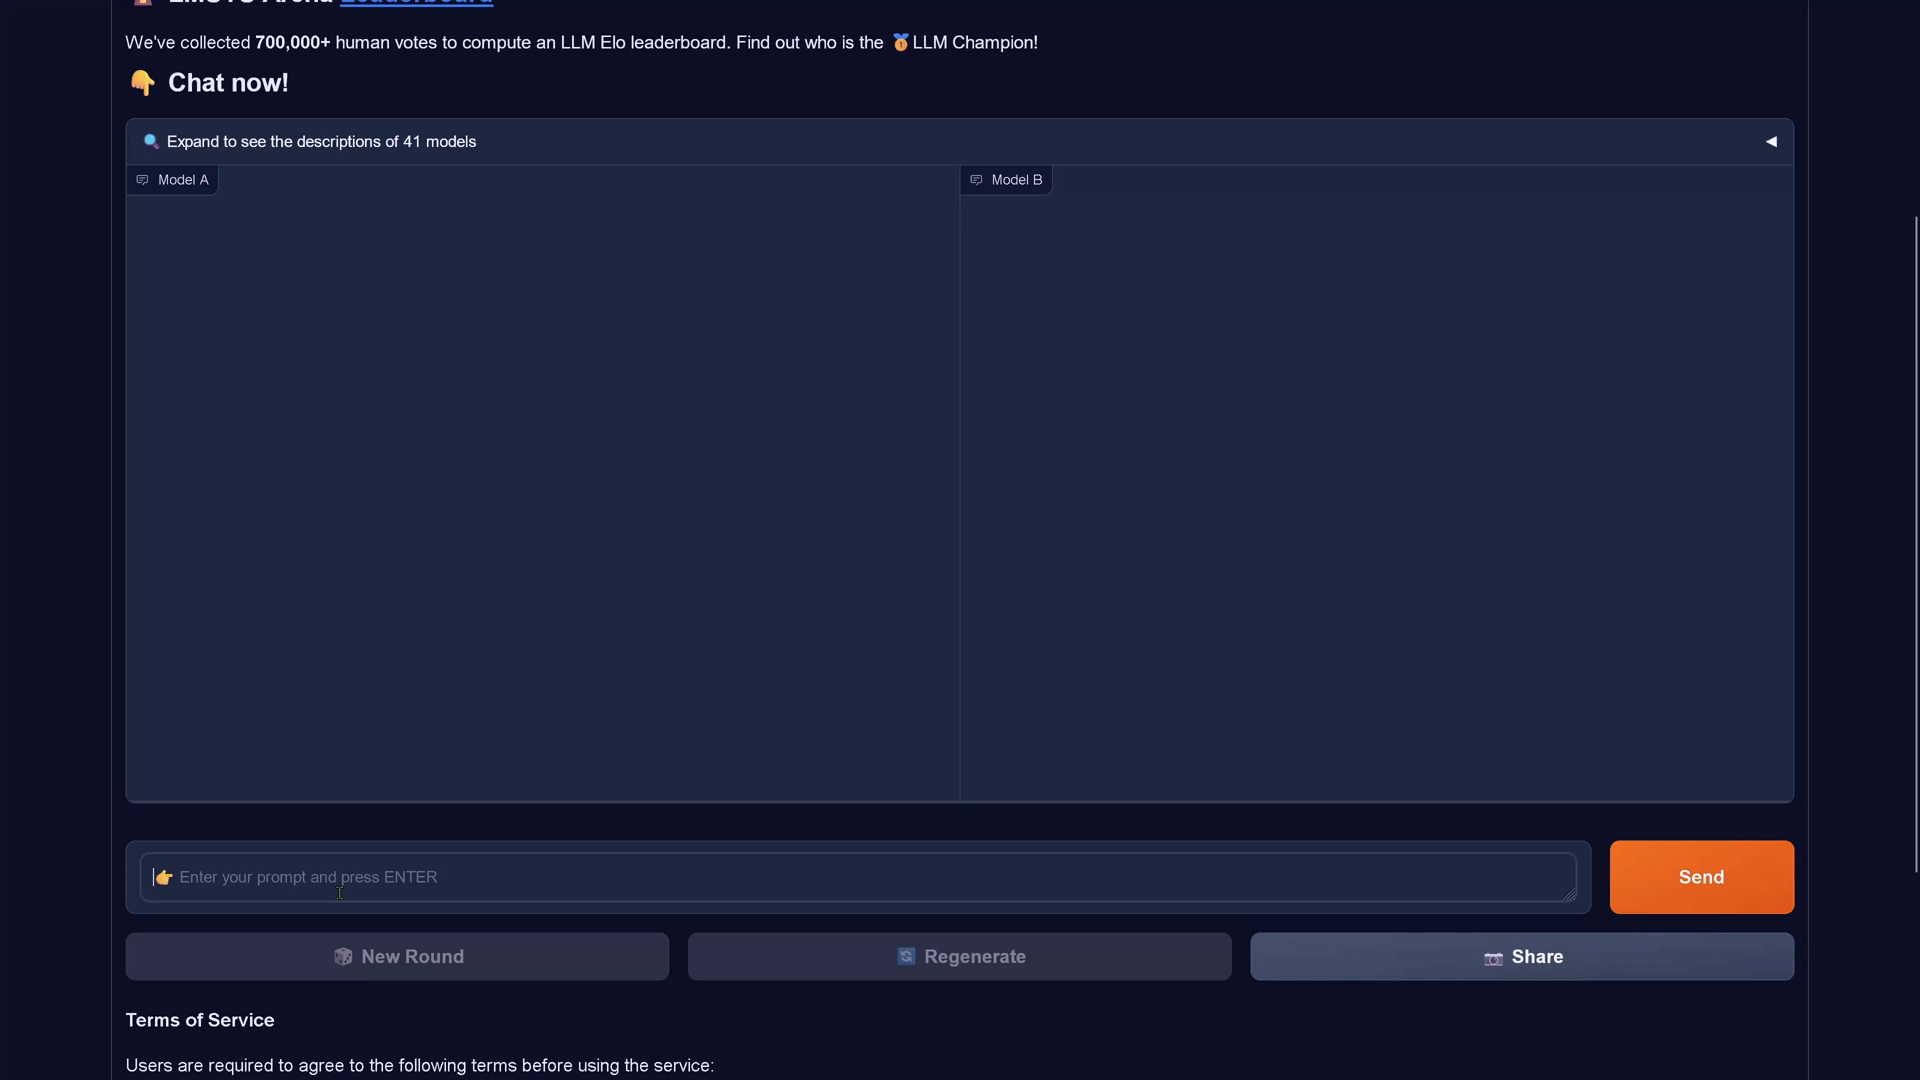 LMSYS Arena Leaderboard
We've collected 700,000+ human votes to compute an LLM Elo leaderboard. Find out who is the 🥇LLM Champion!
👇 Chat now!
🔍 Expand to see the descriptions of 41 models ◀
Model A
Model B
👉 Enter your prompt and press ENTER
Send
🎲 New Round
🔄 Regenerate
📷 Share
Terms of Service
Users are required to agree to the following terms before using the service: